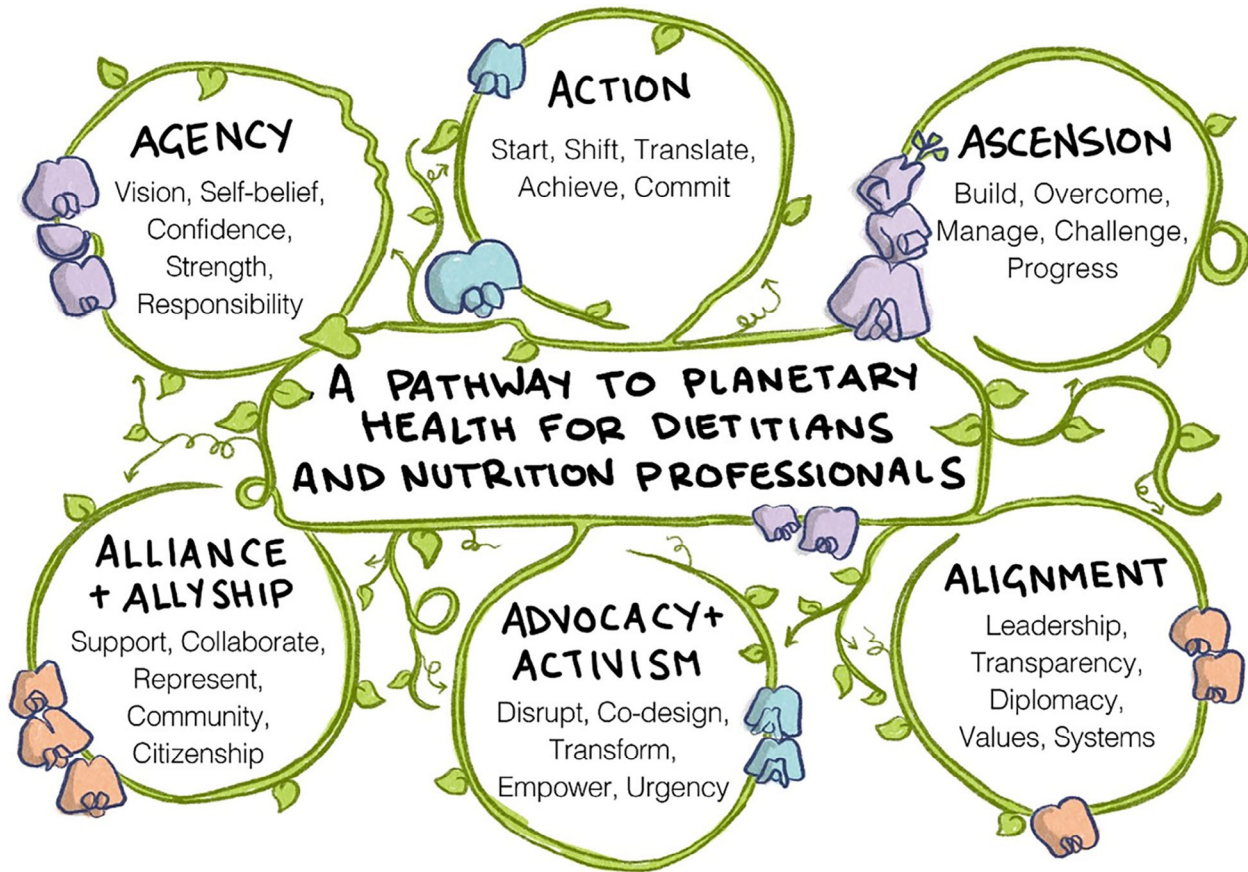 AGENCY
Vision, Self-belief,
Confidence,
Strength,
Responsibility
ACTION
Start, Shift, Translate,
Achieve, Commit
ASCENSION
Build, Overcome,
Manage, Challenge,
Progress
A PATHWAY TO PLANETARY
HEALTH FOR DIETITIANS
AND NUTRITION PROFESSIONALS
ALLIANCE
+ ALLYSHIP
Support, Collaborate,
Represent,
Community,
Citizenship
ADVOCACY+
ACTIVISM
Disrupt, Co-design,
Transform,
Empower, Urgency
ALIGNMENT
Leadership,
Transparency,
Diplomacy,
Values, Systems